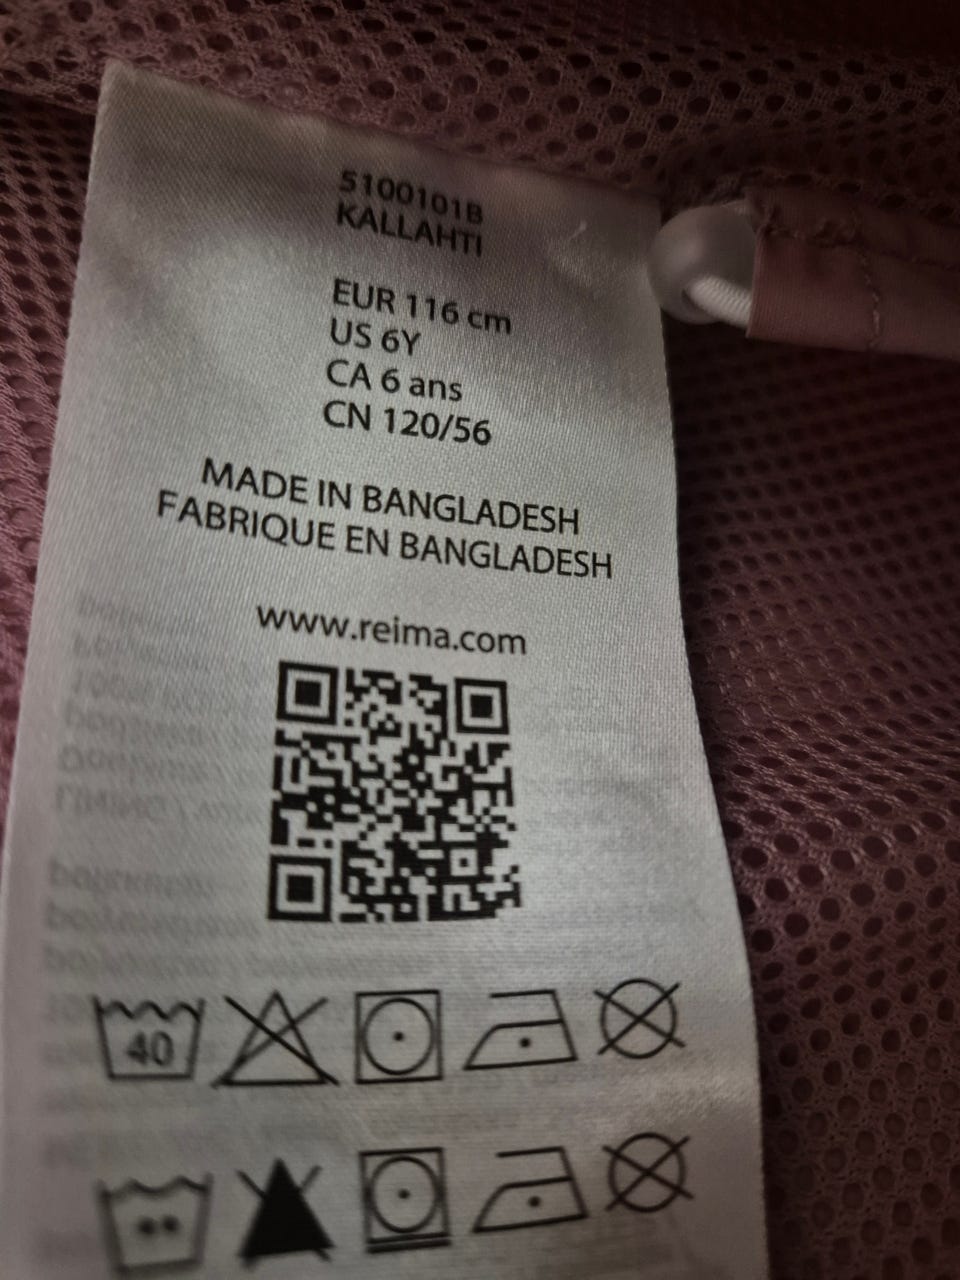 5100101B
KALLAHTI
EUR 116 cm
US 6Y
CA 6 ans
CN 120/56
MADE IN BANGLADESH
FABRIQUE EN BANGLADESH
www.reima.com
40